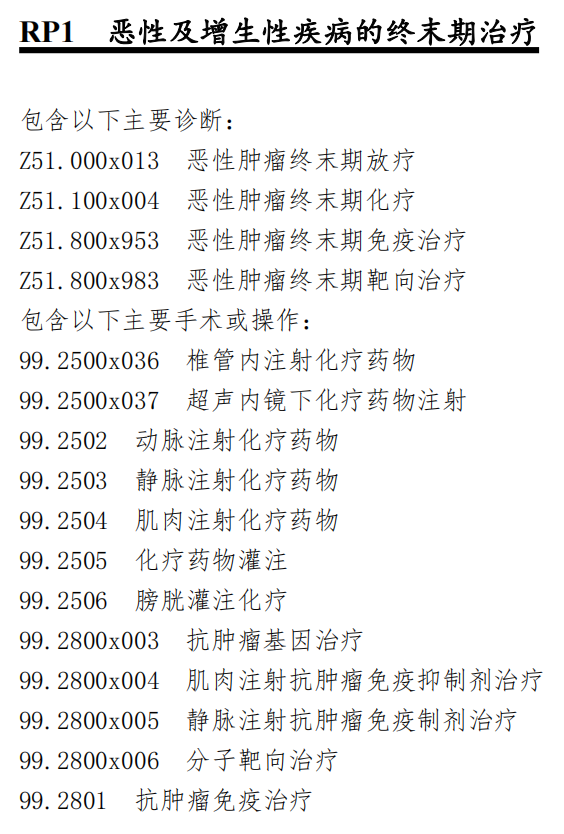 RP1 恶性及增生性疾病的终末期治疗
包含以下主要诊断：
Z51.000x013 恶性肿瘤终末期放疗
Z51.100x004 恶性肿瘤终末期化疗
Z51.800x953 恶性肿瘤终末期免疫治疗
Z51.800x983 恶性肿瘤终末期靶向治疗
包含以下主要手术或操作：
99.2500x036 椎管内注射化疗药物
99.2500x037 超声内镜下化疗药物注射
99.2502 动脉注射化疗药物
99.2503 静脉注射化疗药物
99.2504 肌肉注射化疗药物
99.2505 化疗药物灌注
99.2506 膀胱灌注化疗
99.2800x003 抗肿瘤基因治疗
99.2800x004 肌肉注射抗肿瘤免疫抑制剂治疗
99.2800x005 静脉注射抗肿瘤免疫制剂治疗
99.2800x006 分子靶向治疗
99.2801 抗肿瘤免疫治疗